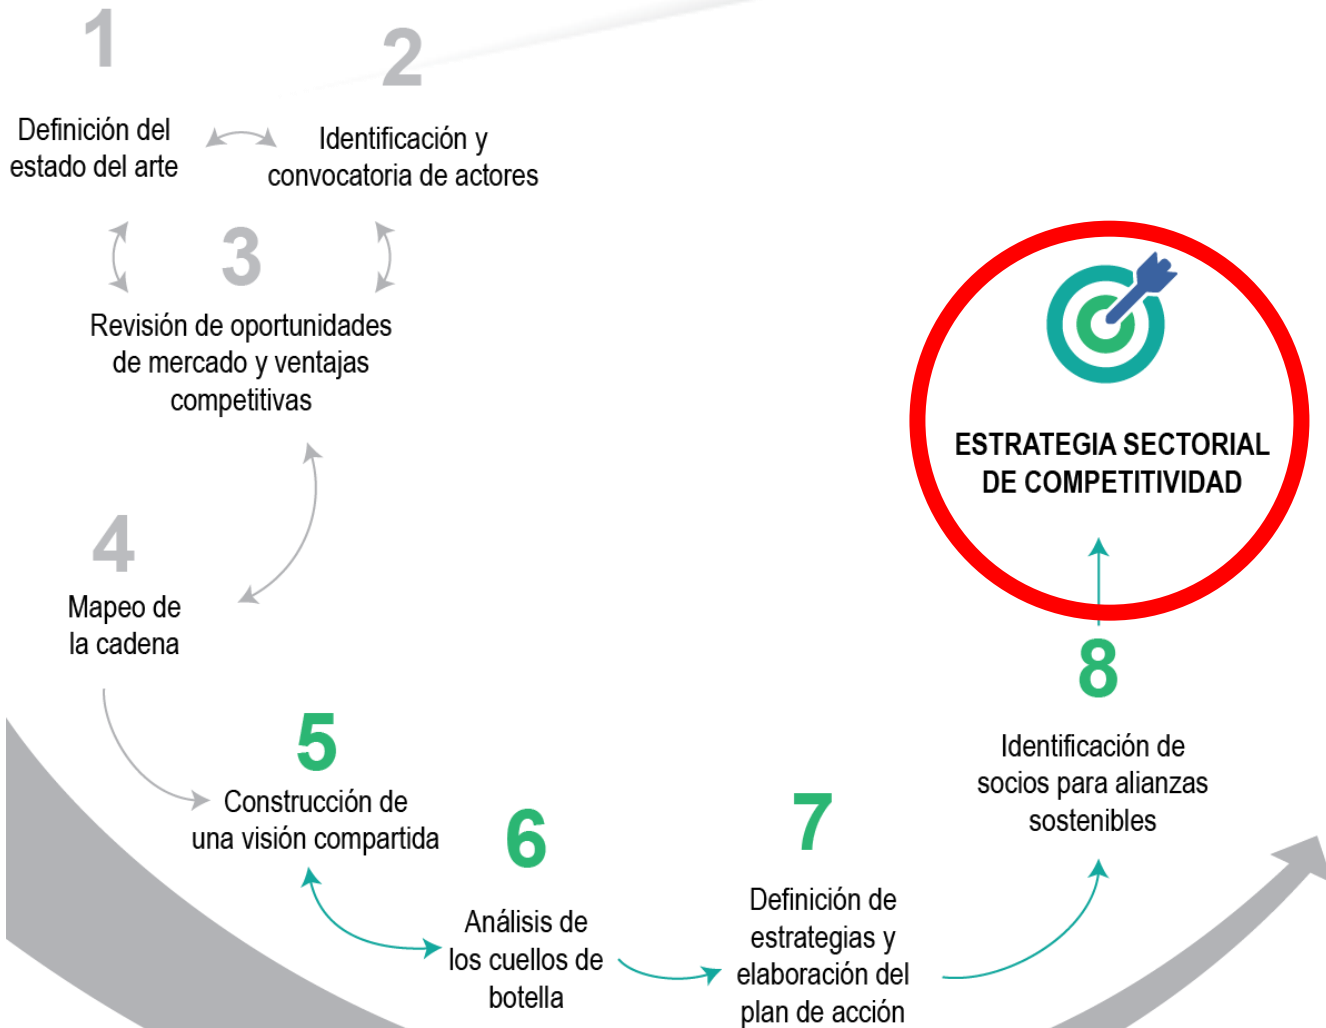 1
Definición del
estado del arte
2
Identificación y
convocatoria de actores
3
Revisión de oportunidades
de mercado y ventajas
competitivas
4
Mapeo de
la cadena
5
Construcción de
una visión compartida
6
Análisis de
los cuellos de
botella
7
Definición de
estrategias y
elaboración del
plan de acción
8
Identificación de
socios para alianzas
sostenibles
ESTRATEGIA SECTORIAL
DE COMPETITIVIDAD